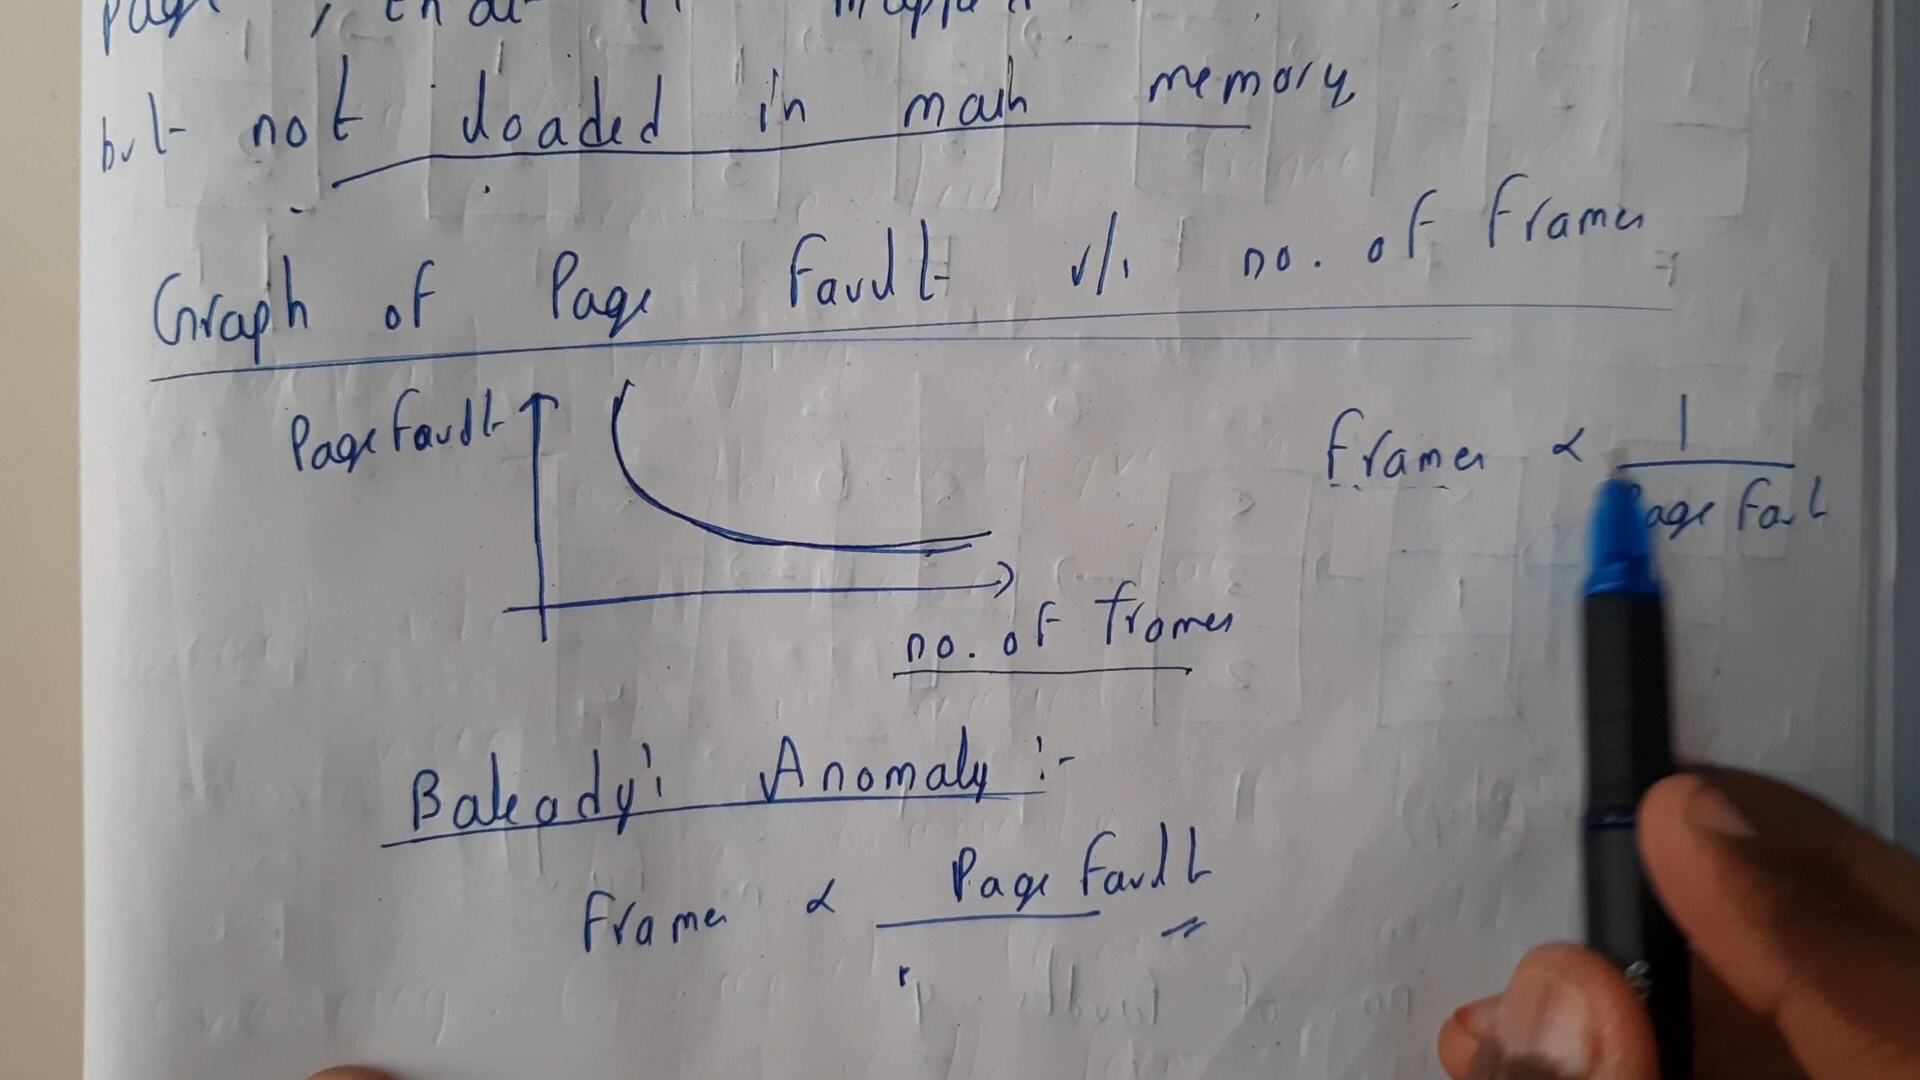 but not loaded in main memory
Graph of Page Fault v/s no. of Frames
Page Fault
Frames ∝ 1
Page Fault
no. of frames
Belady's Anomaly :-
Frames ∝ Page Fault